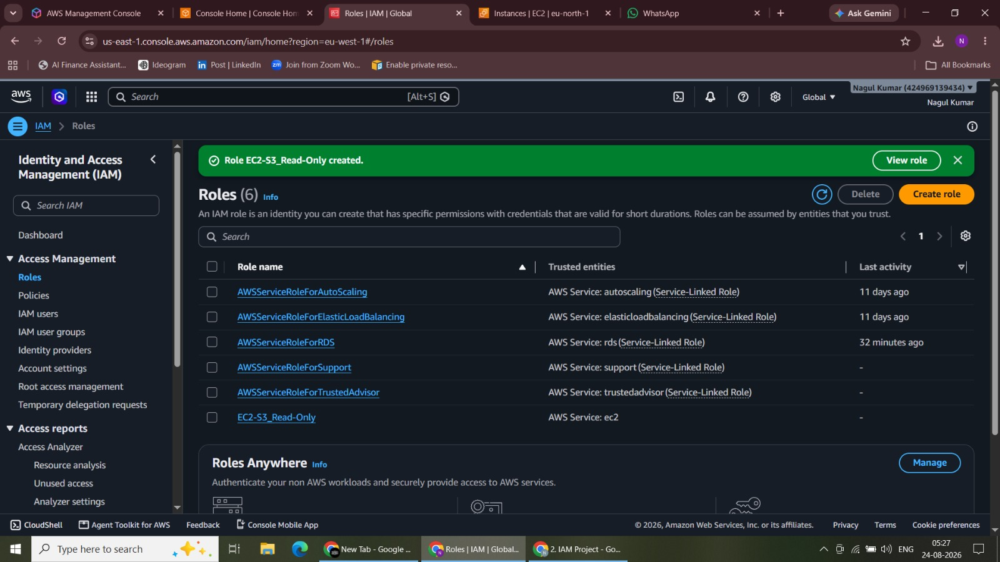 AWS Management Console
Console Home | Console Hom
Roles | IAM | Global
Instances | EC2 | eu-north-1
WhatsApp
Ask Gemini
us-east-1.console.aws.amazon.com/iam/home?region=eu-west-1#/roles
N
AI Finance Assistant...
Ideogram
Post | LinkedIn
zm
Join from Zoom Wo...
Enable private reso...
All Bookmarks
aws
Search
[Alt+S]
Global
Nagul Kumar (424969139434)
Nagul Kumar
IAM
Roles
Identity and Access
Management (IAM)
Search IAM
Dashboard
Access Management
Roles
Policies
IAM users
IAM user groups
Identity providers
Account settings
Root access management
Temporary delegation requests
Access reports
Access Analyzer
Resource analysis
Unused access
Analyzer settings
Role EC2-S3_Read-Only created.
View role
Roles (6) Info
Delete
Create role
An IAM role is an identity you can create that has specific permissions with credentials that are valid for short durations. Roles can be assumed by entities that you trust.
Search
1
Role name Trusted entities Last activity
AWSServiceRoleForAutoScaling AWS Service: autoscaling (Service-Linked Role) 11 days ago
AWSServiceRoleForElasticLoadBalancing AWS Service: elasticloadbalancing (Service-Linked Role) 11 days ago
AWSServiceRoleForRDS AWS Service: rds (Service-Linked Role) 32 minutes ago
AWSServiceRoleForSupport AWS Service: support (Service-Linked Role) -
AWSServiceRoleForTrustedAdvisor AWS Service: trustedadvisor (Service-Linked Role) -
EC2-S3_Read-Only AWS Service: ec2 -
Roles Anywhere Info
Manage
Authenticate your non AWS workloads and securely provide access to AWS services.
CloudShell
Agent Toolkit for AWS
Feedback
Console Mobile App
© 2026, Amazon Web Services, Inc. or its affiliates.
Privacy
Terms
Cookie preferences
Type here to search
New Tab - Google ...
Roles | IAM | Global...
2. IAM Project - Go...
ENG
05:27
24-08-2026